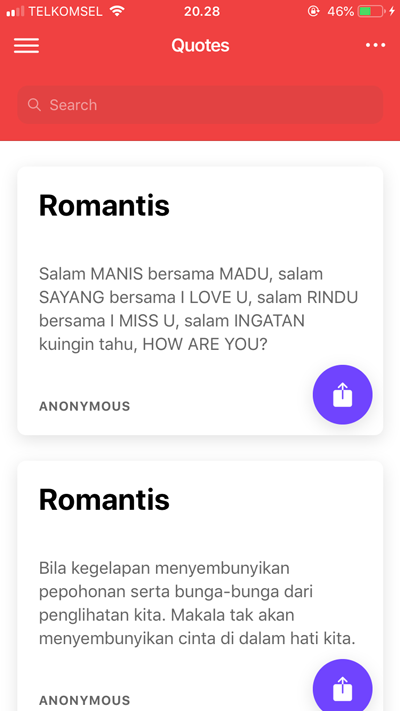 TELKOMSEL 20.28 46%
Quotes
Search
Romantis
Salam MANIS bersama MADU, salam
SAYANG bersama I LOVE U, salam RINDU
bersama I MISS U, salam INGATAN
kuingin tahu, HOW ARE YOU?
ANONYMOUS
Romantis
Bila kegelapan menyembunyikan
pepohonan serta bunga-bunga dari
penglihatan kita. Makala tak akan
menyembunyikan cinta di dalam hati kita.
ANONYMOUS